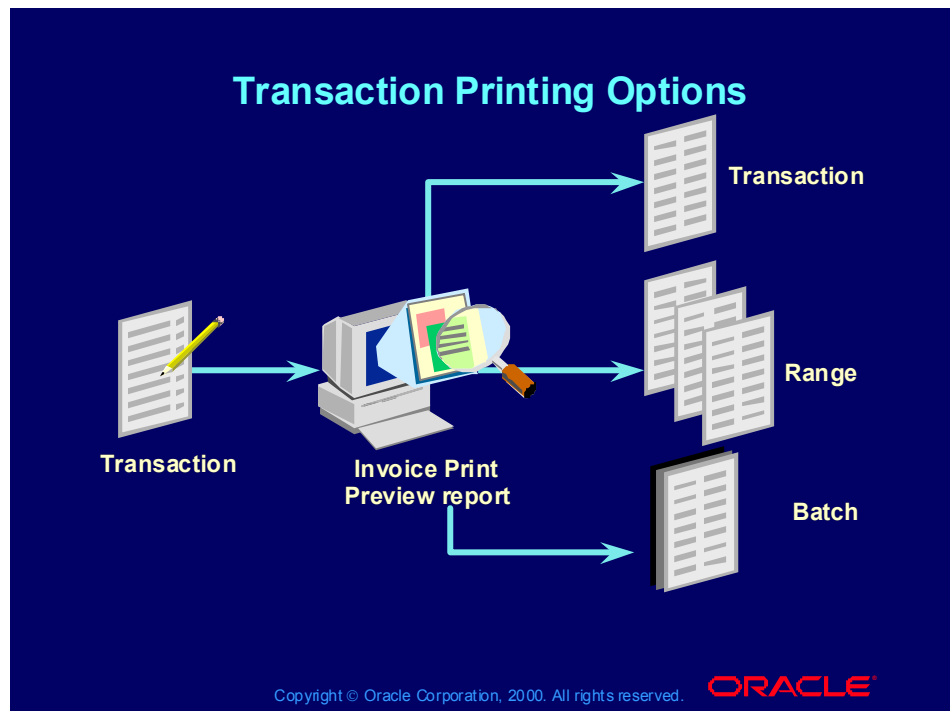 Transaction Printing Options
Transaction
Range
Transaction
Invoice Print
Preview report
Batch
Copyright © Oracle Corporation, 2000. All rights reserved.
ORACLE®